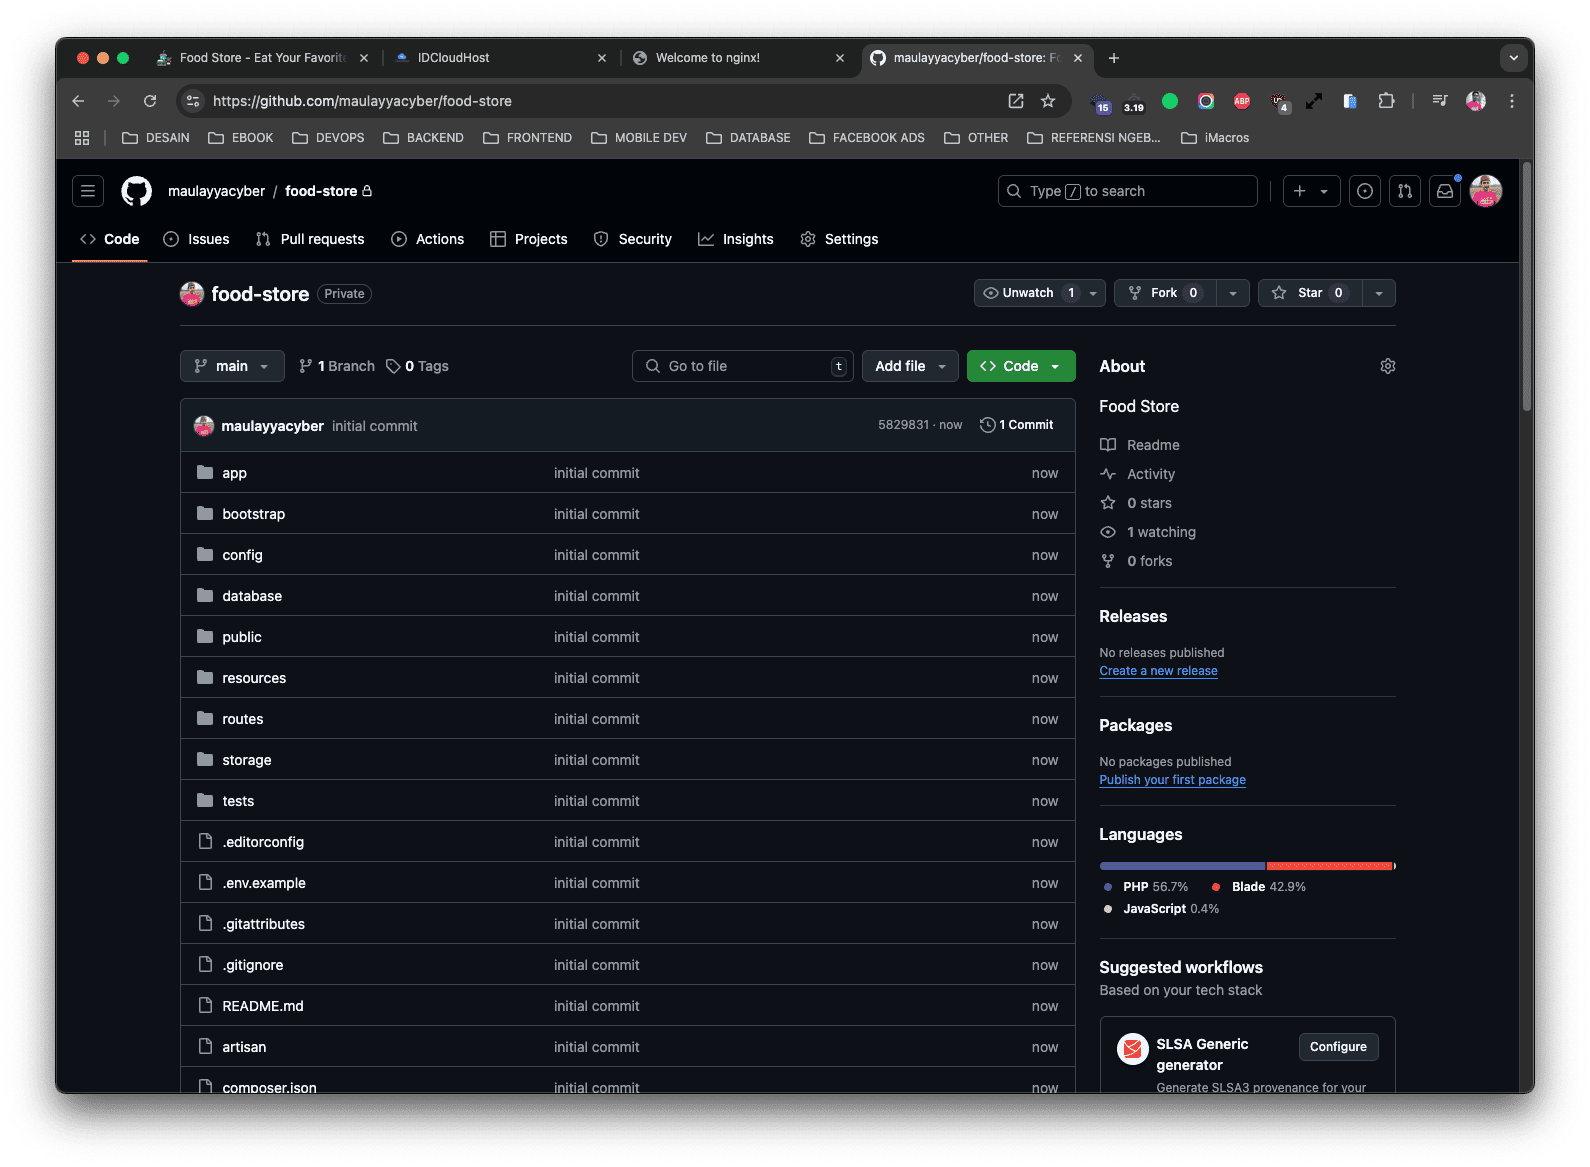 Food Store - Eat Your Favorite
IDCloudHost
Welcome to nginx!
maulayyacyber/food-store: Fo
https://github.com/maulayyacyber/food-store
15
3.19
ABP
4
DESAIN
EBOOK
DEVOPS
BACKEND
FRONTEND
MOBILE DEV
DATABASE
FACEBOOK ADS
OTHER
REFERENSI NGEB...
iMacros
maulayyacyber / food-store
Type / to search
Code
Issues
Pull requests
Actions
Projects
Security
Insights
Settings
food-store Private
Unwatch 1
Fork 0
Star 0
main
1 Branch
0 Tags
Go to file t
Add file
Code
maulayyacyber initial commit
5829831 · now
1 Commit
app initial commit now
bootstrap initial commit now
config initial commit now
database initial commit now
public initial commit now
resources initial commit now
routes initial commit now
storage initial commit now
tests initial commit now
.editorconfig initial commit now
.env.example initial commit now
.gitattributes initial commit now
.gitignore initial commit now
README.md initial commit now
artisan initial commit now
composer.json initial commit now
About
Food Store
Readme
Activity
0 stars
1 watching
0 forks
Releases
No releases published
Create a new release
Packages
No packages published
Publish your first package
Languages
PHP 56.7%
Blade 42.9%
JavaScript 0.4%
Suggested workflows
Based on your tech stack
SLSA Generic
generator
Configure
Generate SLSA3 provenance for your